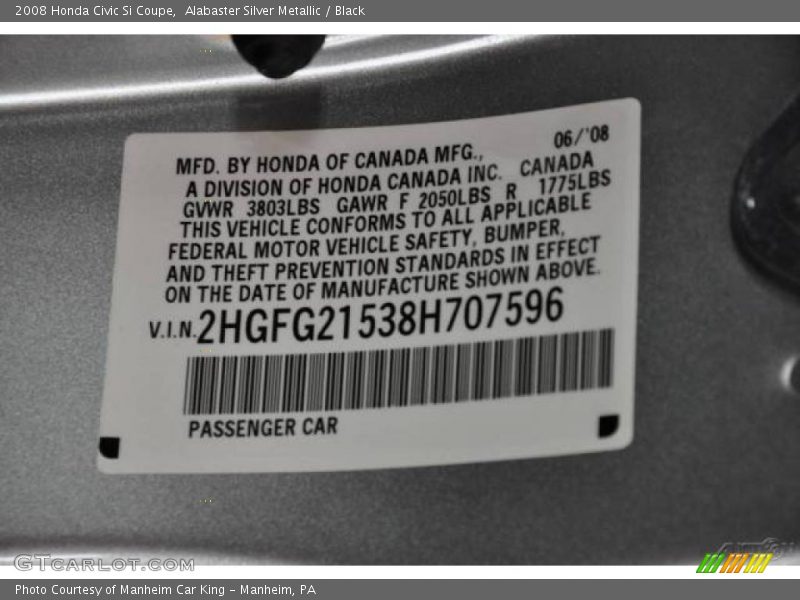 2008 Honda Civic Si Coupe,  Alabaster Silver Metallic / Black
06/'08
MFD. BY HONDA OF CANADA MFG.,
A DIVISION OF HONDA CANADA INC.  CANADA
GVWR 3803LBS GAWR F 2050LBS R 1775LBS
THIS VEHICLE CONFORMS TO ALL APPLICABLE
FEDERAL MOTOR VEHICLE SAFETY, BUMPER,
AND THEFT PREVENTION STANDARDS IN EFFECT
ON THE DATE OF MANUFACTURE SHOWN ABOVE.
V.I.N. 2HGFG21538H707596
PASSENGER CAR
GTCARLOT.COM
Photo Courtesy of Manheim Car King - Manheim, PA